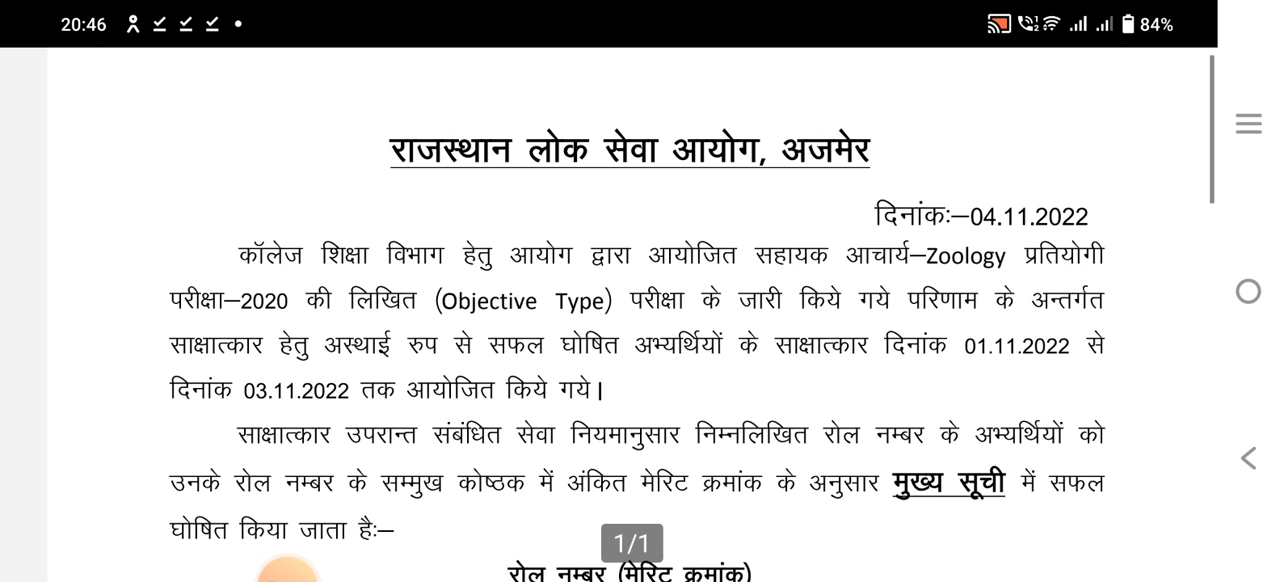 20:46
84%
राजस्थान लोक सेवा आयोग, अजमेर
दिनांकः–04.11.2022
कॉलेज शिक्षा विभाग हेतु आयोग द्वारा आयोजित सहायक आचार्य–Zoology प्रतियोगी
परीक्षा–2020 की लिखित (Objective Type) परीक्षा के जारी किये गये परिणाम के अन्तर्गत
साक्षात्कार हेतु अस्थाई रुप से सफल घोषित अभ्यर्थियों के साक्षात्कार दिनांक 01.11.2022 से
दिनांक 03.11.2022 तक आयोजित किये गये।
साक्षात्कार उपरान्त संबंधित सेवा नियमानुसार निम्नलिखित रोल नम्बर के अभ्यर्थियों को
उनके रोल नम्बर के सम्मुख कोष्ठक में अंकित मेरिट क्रमांक के अनुसार मुख्य सूची में सफल
घोषित किया जाता हैः–
1/1
रोल नम्बर (मेरिट क्रमांक)